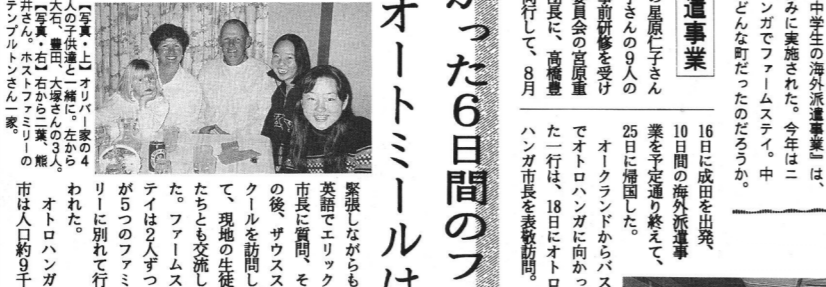 中学生の海外派遣事業』は、
みに実施された。今年はニ
ンガでファームステイ。中
どんな町だったのだろうか。
遣事業
の星原仁子さん
子さんの9人の
事前研修を受け
委員会の宮原重
団長に、高橋豊
同行して、8月
16日に成田を出発、
10日間の海外派遣事
業を予定通り終えて、
25日に帰国した。
オークランドからバス
でオトロハンガに向かっ
た一行は、18日にオトロ
ハンガ市長を表敬訪問。
かった6日間のフ
オートミールは
緊張しながらも
英語でエリック
市長に質問、そ
の後、ザウスス
クールを訪問し
て、現地の生徒
たちとも交流し
た。ファームス
テイは2人ずつ
が5つのファミ
リーに別れて行
われた。
オトロハンガ
市は人口約9千
【写真・上】オリバー家の4
人の子供達と一緒に。左から
大石、豊田、大塚さんの3人。
【写真・右】右から二葉、熊
井さん。ホストファミリーの
テンプルトンさん一家。